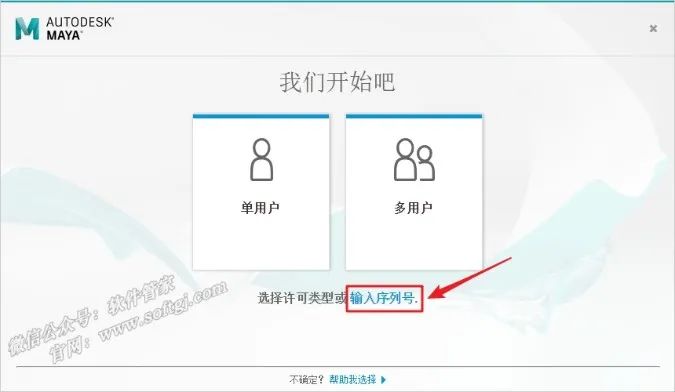 AUTODESK®
MAYA®
我们开始吧
单用户
多用户
选择许可类型或输入序列号.
微信公众号：软件管家
官网：www.softgj.com
不确定？ 帮助我选择